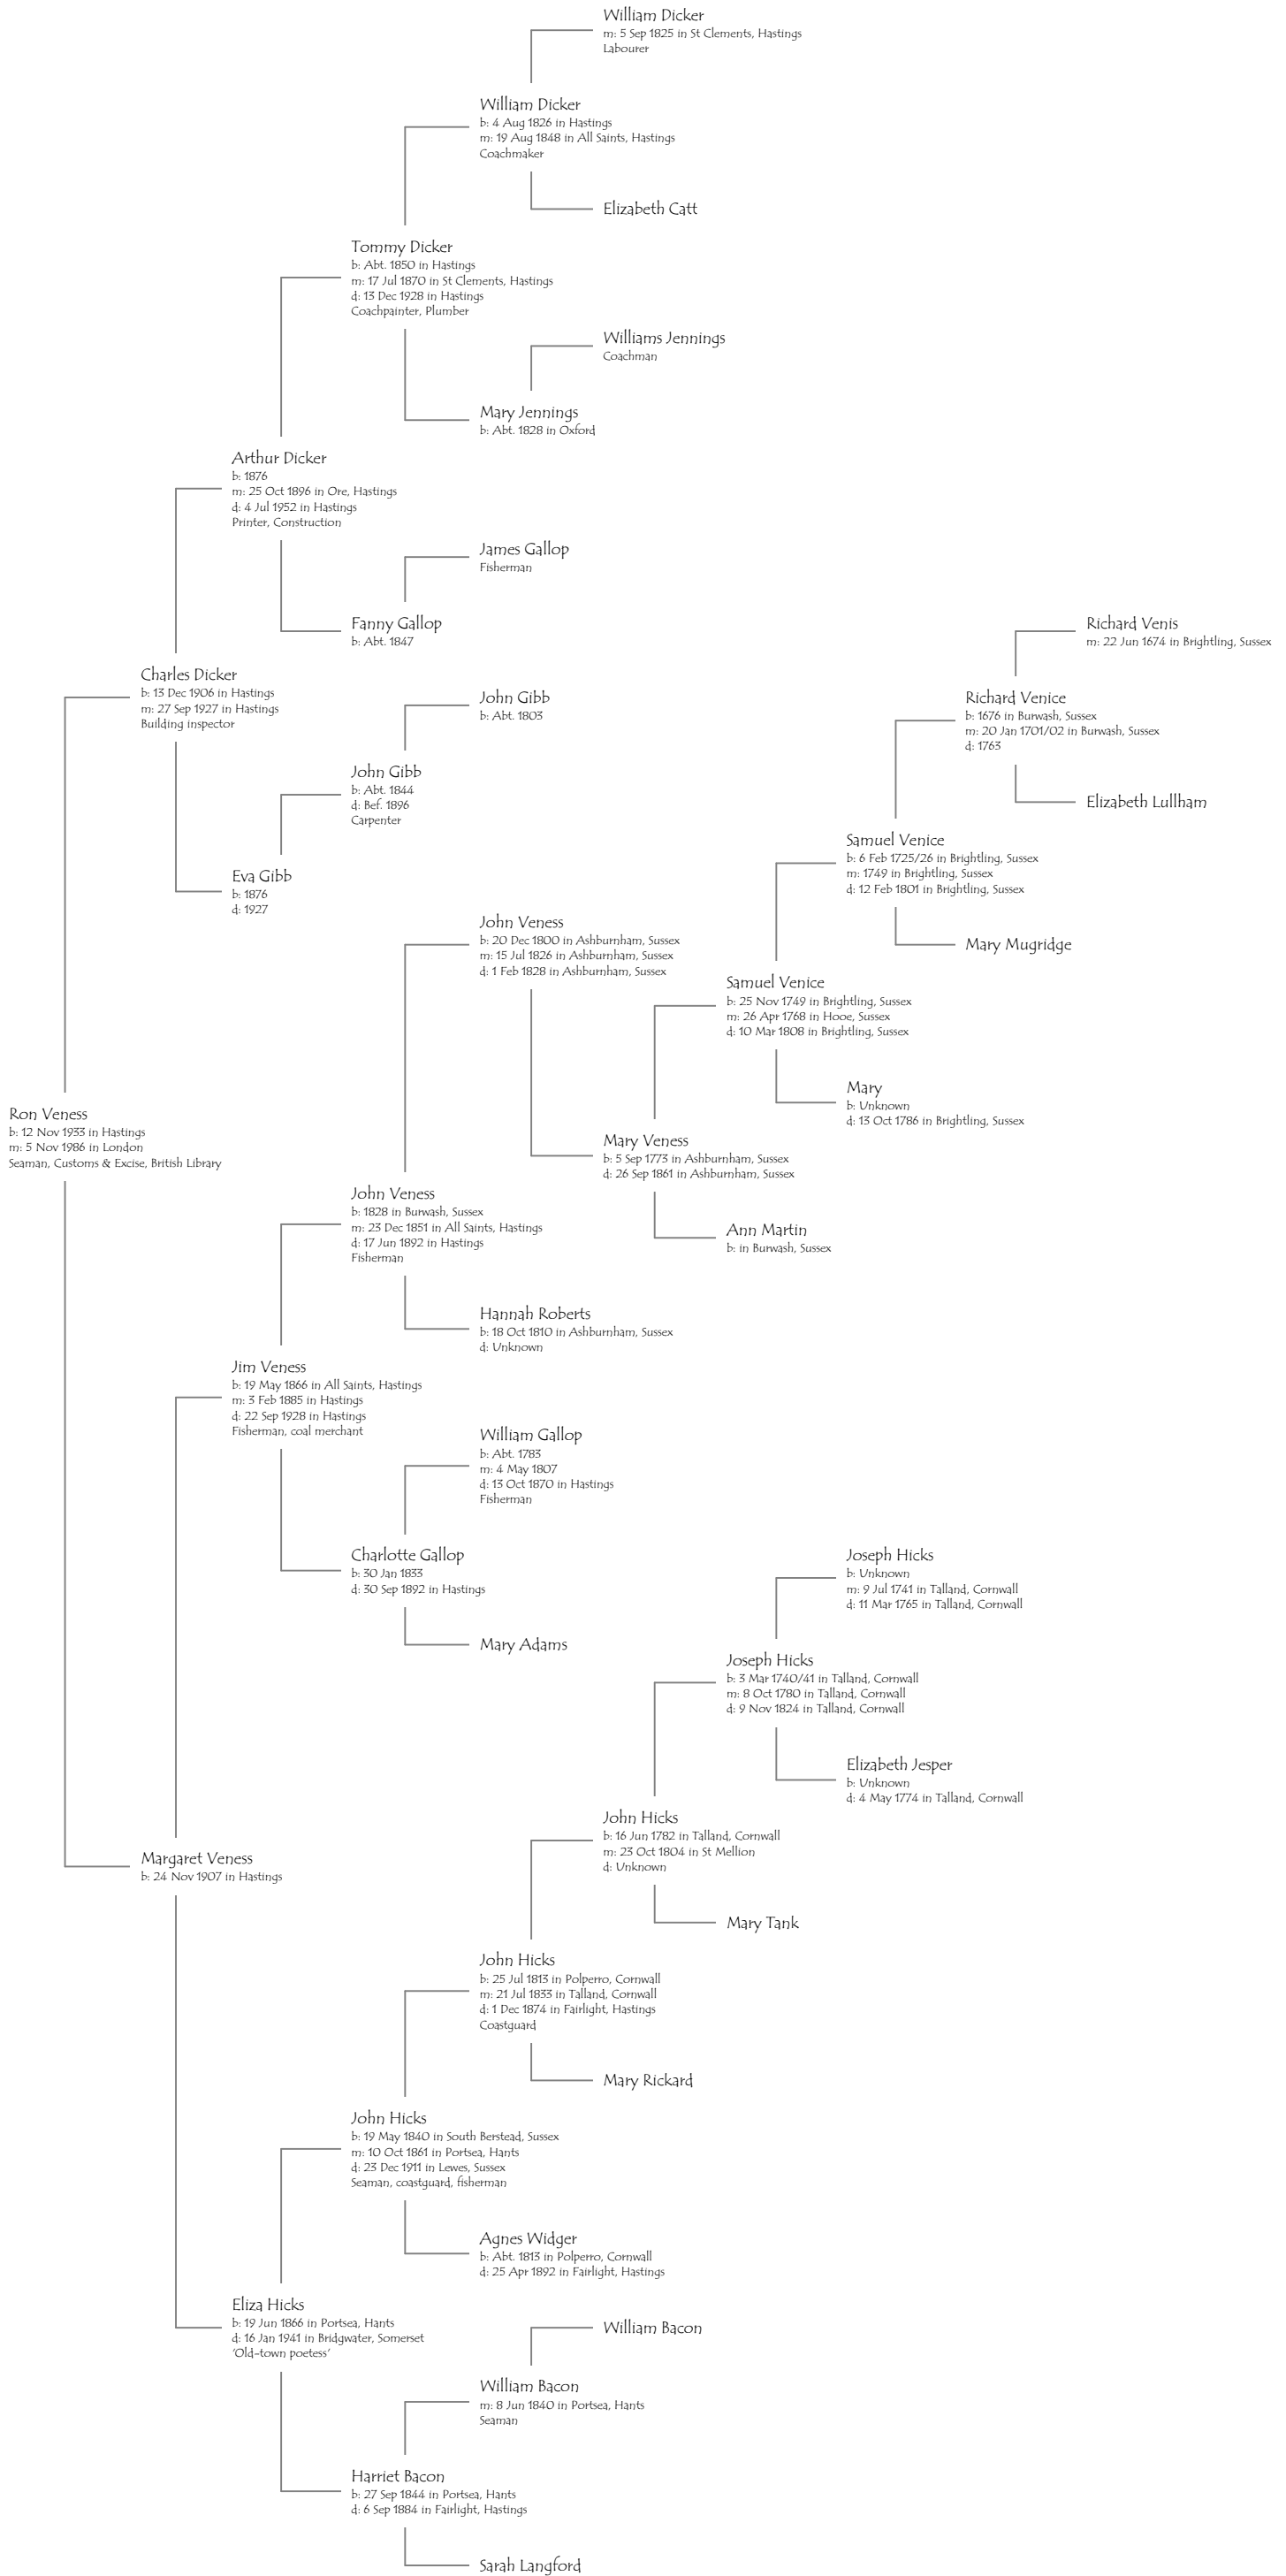 William Dicker
m: 5 Sep 1825 in St Clements, Hastings
Labourer
William Dicker
b: 4 Aug 1826 in Hastings
m: 19 Aug 1848 in All Saints, Hastings
Coachmaker
Elizabeth Catt
Tommy Dicker
b: Abt. 1850 in Hastings
m: 17 Jul 1870 in St Clements, Hastings
d: 13 Dec 1928 in Hastings
Coachpainter, Plumber
Williams Jennings
Coachman
Mary Jennings
b: Abt. 1828 in Oxford
Arthur Dicker
b: 1876
m: 25 Oct 1896 in Ore, Hastings
d: 4 Jul 1952 in Hastings
Printer, Construction
James Gallop
Fisherman
Fanny Gallop
b: Abt. 1847
Richard Venis
m: 22 Jun 1674 in Brightling, Sussex
Charles Dicker
b: 13 Dec 1906 in Hastings
m: 27 Sep 1927 in Hastings
Building inspector
John Gibb
b: Abt. 1803
Richard Venice
b: 1676 in Burwash, Sussex
m: 20 Jan 1701/02 in Burwash, Sussex
d: 1763
John Gibb
b: Abt. 1844
d: Bef. 1896
Carpenter
Elizabeth Lullham
Samuel Venice
b: 6 Feb 1725/26 in Brightling, Sussex
m: 1749 in Brightling, Sussex
d: 12 Feb 1801 in Brightling, Sussex
Eva Gibb
b: 1876
d: 1927
John Veness
b: 20 Dec 1800 in Ashburnham, Sussex
m: 15 Jul 1826 in Ashburnham, Sussex
d: 1 Feb 1828 in Ashburnham, Sussex
Mary Mugridge
Samuel Venice
b: 25 Nov 1749 in Brightling, Sussex
m: 26 Apr 1768 in Hooe, Sussex
d: 10 Mar 1808 in Brightling, Sussex
Mary
b: Unknown
d: 13 Oct 1786 in Brightling, Sussex
Ron Veness
b: 12 Nov 1933 in Hastings
m: 5 Nov 1986 in London
Seaman, Customs & Excise, British Library
Mary Veness
b: 5 Sep 1773 in Ashburnham, Sussex
d: 26 Sep 1861 in Ashburnham, Sussex
John Veness
b: 1828 in Burwash, Sussex
m: 23 Dec 1851 in All Saints, Hastings
d: 17 Jun 1892 in Hastings
Fisherman
Ann Martin
b: in Burwash, Sussex
Hannah Roberts
b: 18 Oct 1810 in Ashburnham, Sussex
d: Unknown
Jim Veness
b: 19 May 1866 in All Saints, Hastings
m: 3 Feb 1885 in Hastings
d: 22 Sep 1928 in Hastings
Fisherman, coal merchant
William Gallop
b: Abt. 1783
m: 4 May 1807
d: 13 Oct 1870 in Hastings
Fisherman
Charlotte Gallop
b: 30 Jan 1833
d: 30 Sep 1892 in Hastings
Joseph Hicks
b: Unknown
m: 9 Jul 1741 in Talland, Cornwall
d: 11 Mar 1765 in Talland, Cornwall
Mary Adams
Joseph Hicks
b: 3 Mar 1740/41 in Talland, Cornwall
m: 8 Oct 1780 in Talland, Cornwall
d: 9 Nov 1824 in Talland, Cornwall
Elizabeth Jesper
b: Unknown
d: 4 May 1774 in Talland, Cornwall
John Hicks
b: 16 Jun 1782 in Talland, Cornwall
m: 23 Oct 1804 in St Mellion
d: Unknown
Margaret Veness
b: 24 Nov 1907 in Hastings
Mary Tank
John Hicks
b: 25 Jul 1813 in Polperro, Cornwall
m: 21 Jul 1833 in Talland, Cornwall
d: 1 Dec 1874 in Fairlight, Hastings
Coastguard
Mary Rickard
John Hicks
b: 19 May 1840 in South Berstead, Sussex
m: 10 Oct 1861 in Portsea, Hants
d: 23 Dec 1911 in Lewes, Sussex
Seaman, coastguard, fisherman
Agnes Widger
b: Abt. 1813 in Polperro, Cornwall
d: 25 Apr 1892 in Fairlight, Hastings
Eliza Hicks
b: 19 Jun 1866 in Portsea, Hants
d: 16 Jan 1941 in Bridgwater, Somerset
'Old-town poetess'
William Bacon
William Bacon
m: 8 Jun 1840 in Portsea, Hants
Seaman
Harriet Bacon
b: 27 Sep 1844 in Portsea, Hants
d: 6 Sep 1884 in Fairlight, Hastings
Sarah Langford